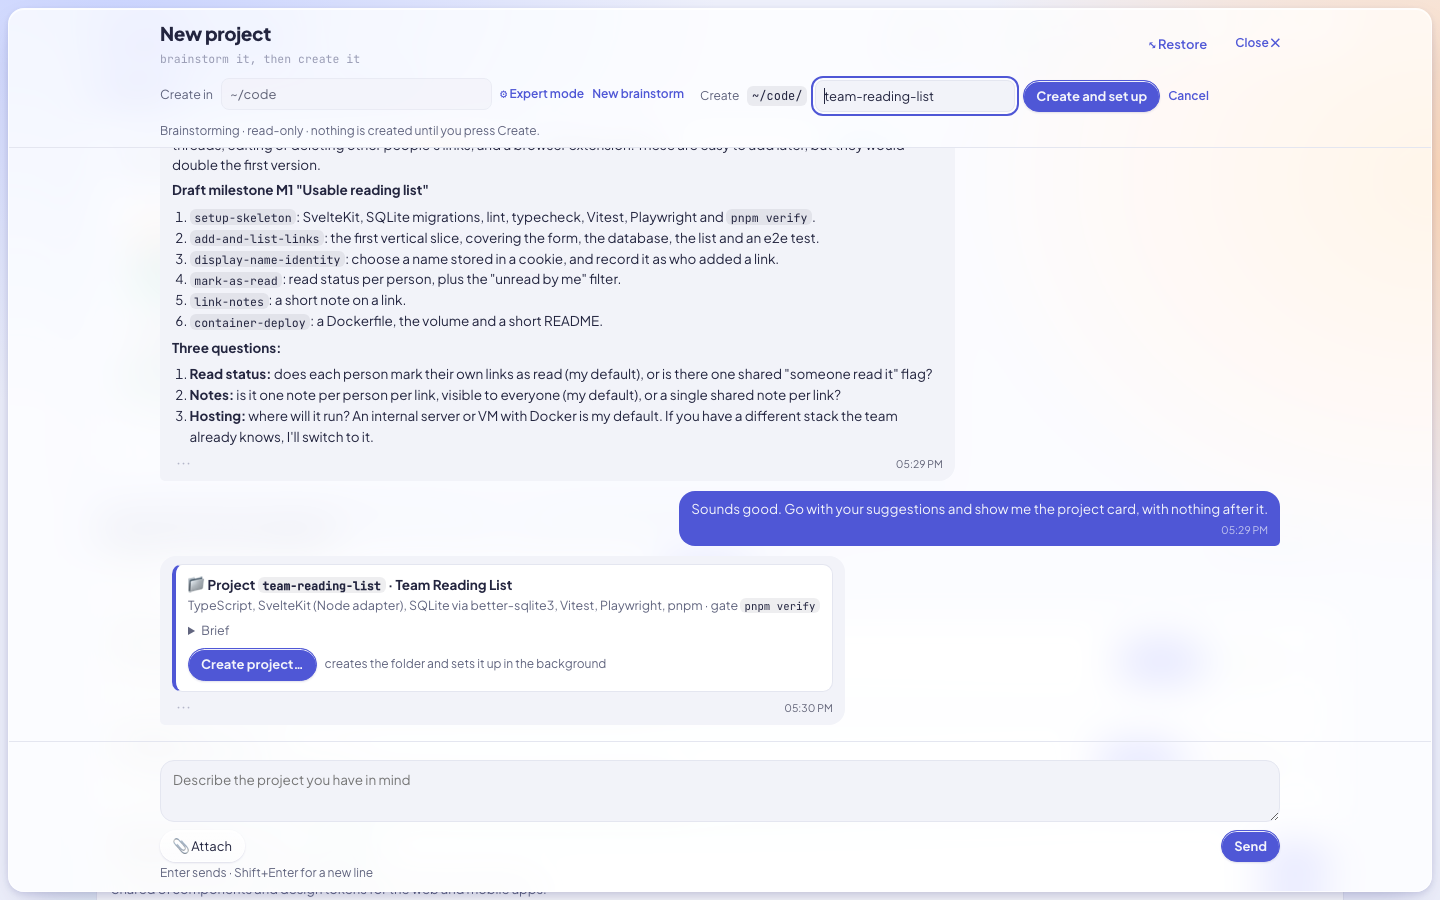 New project
brainstorm it, then create it
Restore
Close
Create in ~/code Expert mode New brainstorm Create ~/code/ team-reading-list Create and set up Cancel
Brainstorming · read-only · nothing is created until you press Create.
double the first version.
Draft milestone M1 "Usable reading list"
1. setup-skeleton: SvelteKit, SQLite migrations, lint, typecheck, Vitest, Playwright and pnpm verify.
2. add-and-list-links: the first vertical slice, covering the form, the database, the list and an e2e test.
3. display-name-identity: choose a name stored in a cookie, and record it as who added a link.
4. mark-as-read: read status per person, plus the "unread by me" filter.
5. link-notes: a short note on a link.
6. container-deploy: a Dockerfile, the volume and a short README.
Three questions:
1. Read status: does each person mark their own links as read (my default), or is there one shared "someone read it" flag?
2. Notes: is it one note per person per link, visible to everyone (my default), or a single shared note per link?
3. Hosting: where will it run? An internal server or VM with Docker is my default. If you have a different stack the team
already knows, I'll switch to it.
05:29 PM
Sounds good. Go with your suggestions and show me the project card, with nothing after it.
05:29 PM
Project team-reading-list · Team Reading List
TypeScript, SvelteKit (Node adapter), SQLite via better-sqlite3, Vitest, Playwright, pnpm · gate pnpm verify
Brief
Create project… creates the folder and sets it up in the background
05:30 PM
Describe the project you have in mind
Attach
Send
Enter sends · Shift+Enter for a new line